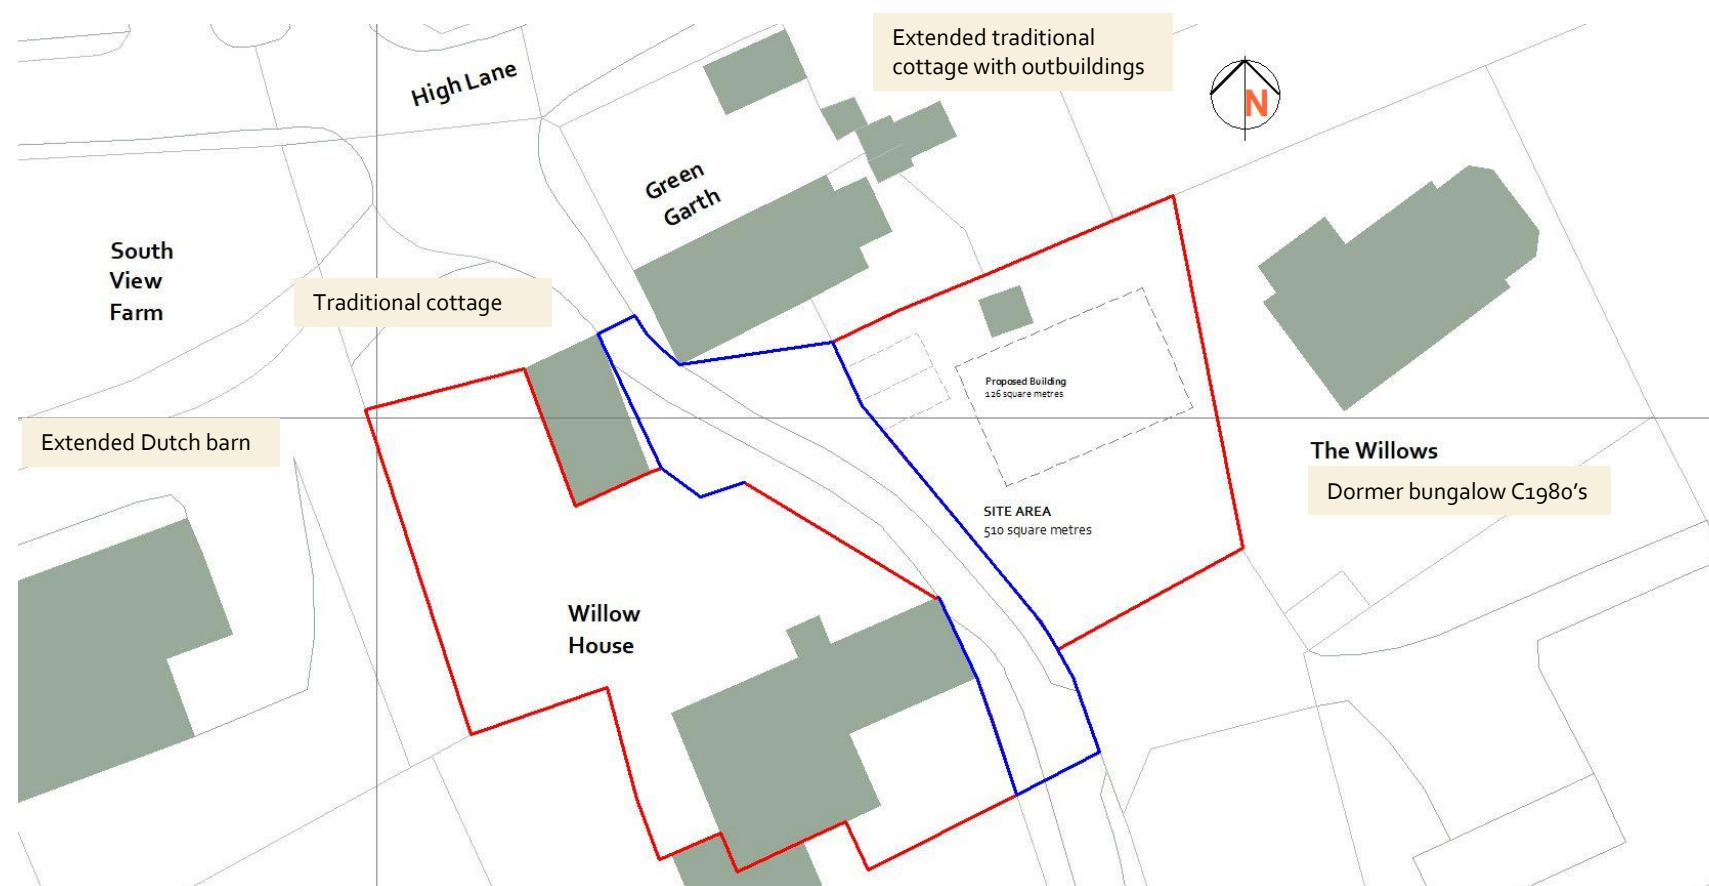 Extended traditional
cottage with outbuildings
High Lane
N
Green
Garth
South
View
Farm
Traditional cottage
Proposed Building
126 square metres
Extended Dutch barn
The Willows
Dormer bungalow C1980's
SITE AREA
510 square metres
Willow
House